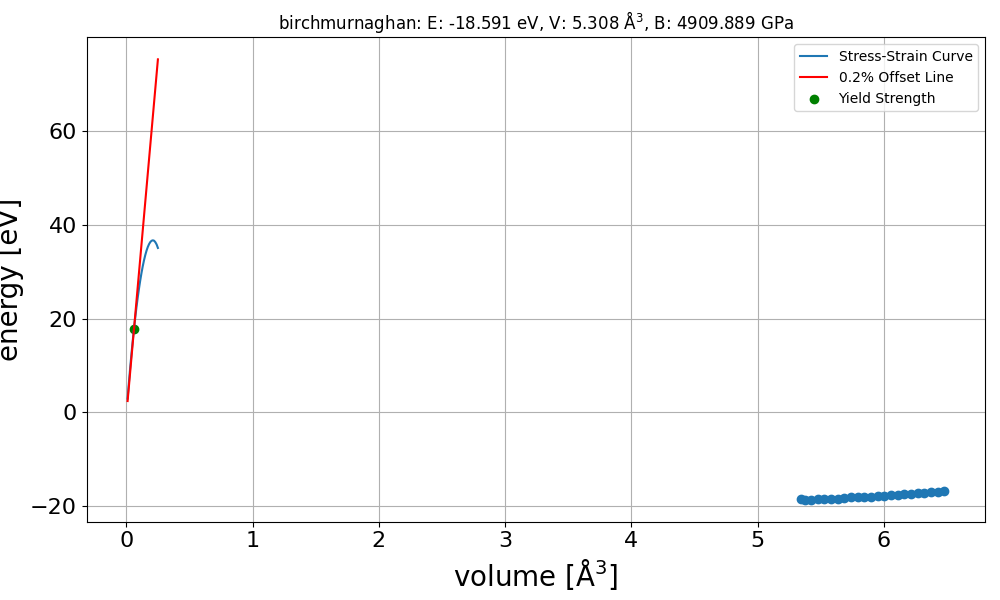 birchmurnaghan: E: -18.591 eV, V: 5.308 Å³, B: 4909.889 GPa
Stress-Strain Curve
0.2% Offset Line
Yield Strength
energy [eV]
60
40
20
0
−20
0 1 2 3 4 5 6
volume [Å³]